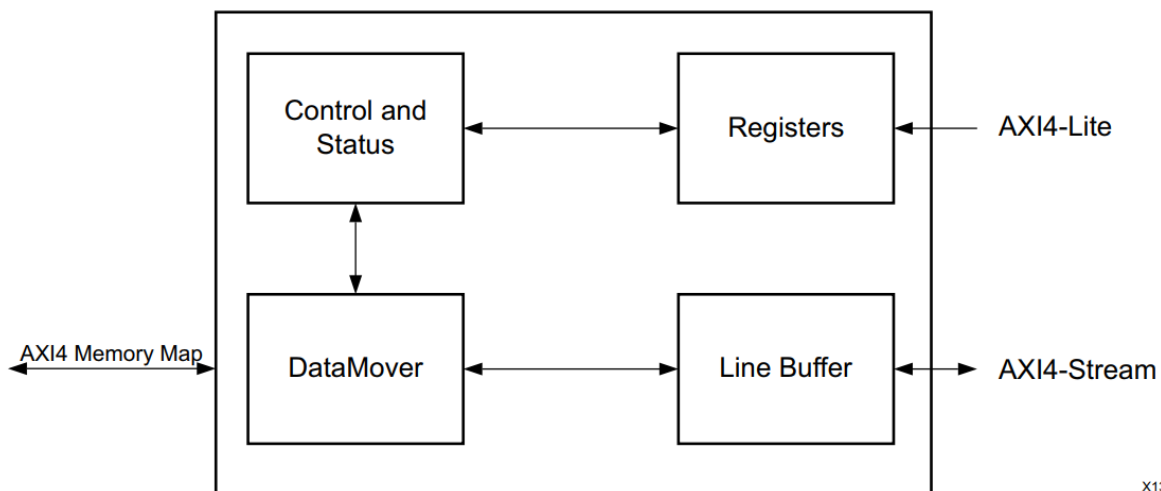 Control and
Status
Registers
AXI4-Lite
AXI4 Memory Map
DataMover
Line Buffer
AXI4-Stream